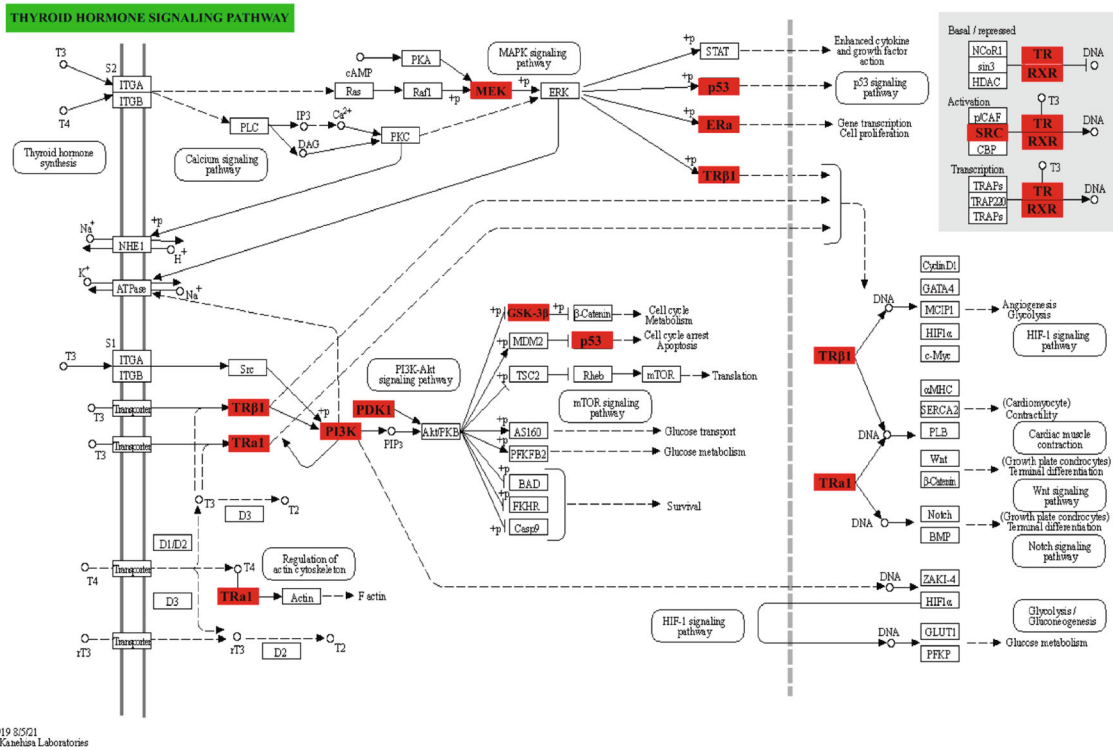 THYROID HORMONE SIGNALING PATHWAY
T3
S2
ITGA
ITGB
T4
Thyroid hormone
synthesis
cAMP
PKA
MAPK signaling
pathway
Ras
Raf1
+p
MEK
+p
ERK
PLC
IP3
Ca2+
DAG
PKC
Calcium signaling
pathway
+p
STAT
Enhanced cytokine
and growth factor
action
+p
p53
p53 signaling
pathway
+p
ERa
Gene transcription
Cell proliferation
+p
TRβ1
Basal / repressed
NCoR1
sin3
HDAC
TR
RXR
DNA
Activation
p/CAF
SRC
CBP
T3
TR
RXR
DNA
Transcription
TRAPs
TRAP220
TRAPs
T3
TR
RXR
DNA
+p
Na+
NHE1
H+
K+
ATPase
Na+
S1
T3
ITGA
ITGB
Src
Transporter
T3
TRβ1
Transporter
T3
TRa1
+p
PI3K
PIP3
PDK1
Akt/PKB
PI3K-Akt
signaling pathway
+p
GSK-3β
+p
β-Catenin
Cell cycle
Metabolism
+p
MDM2
p53
Cell cycle arrest
Apoptosis
+p
TSC2
Rheb
mTOR
Translation
mTOR signaling
pathway
+p
AS160
Glucose transport
+p
PFKFB2
Glucose metabolism
+p
BAD
+p
FKHR
+p
Casp9
Survival
T3
D3
T2
D1/D2
Regulation of
actin cytoskeleton
T4
Transporter
T4
TRa1
Actin
F actin
D3
rT3
Transporter
rT3
D2
T2
DNA
CyclinD1
GATA4
MCIP1
HIF1α
c-Myc
Angiogenesis
Glycolysis
HIF-1 signaling
pathway
TRβ1
αMHC
SERCA2
PLB
(Cardiomyocyte)
Contractility
Cardiac muscle
contraction
DNA
TRa1
Wnt
β-Catenin
(Growth plate condrocytes)
Terminal differentiation
Wnt signaling
pathway
DNA
Notch
BMP
(Growth plate condrocytes)
Terminal differentiation
Notch signaling
pathway
DNA
ZAKI-4
HIF1α
HIF-1 signaling
pathway
Glycolysis /
Gluconeogenesis
DNA
GLUT1
PFKP
Glucose metabolism
19 8/5/21
Kanehisa Laboratories